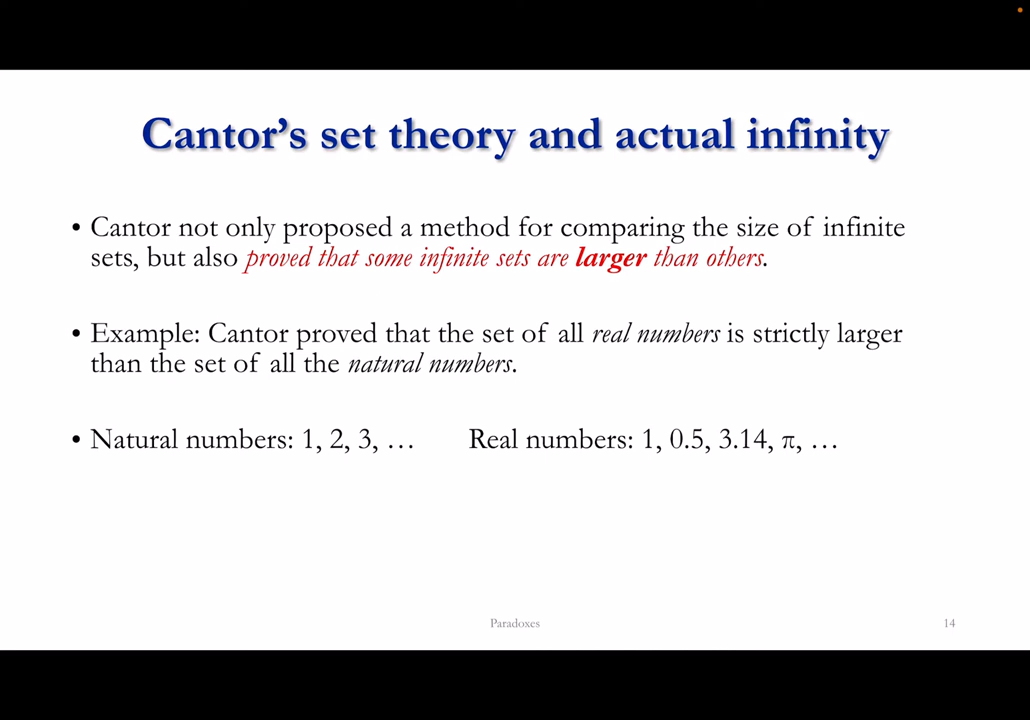 Cantor’s set theory and actual infinity
• Cantor not only proposed a method for comparing the size of infinite
sets, but also proved that some infinite sets are larger than others.
• Example: Cantor proved that the set of all real numbers is strictly larger
than the set of all the natural numbers.
• Natural numbers: 1, 2, 3, … Real numbers: 1, 0.5, 3.14, π, …
Paradoxes 14